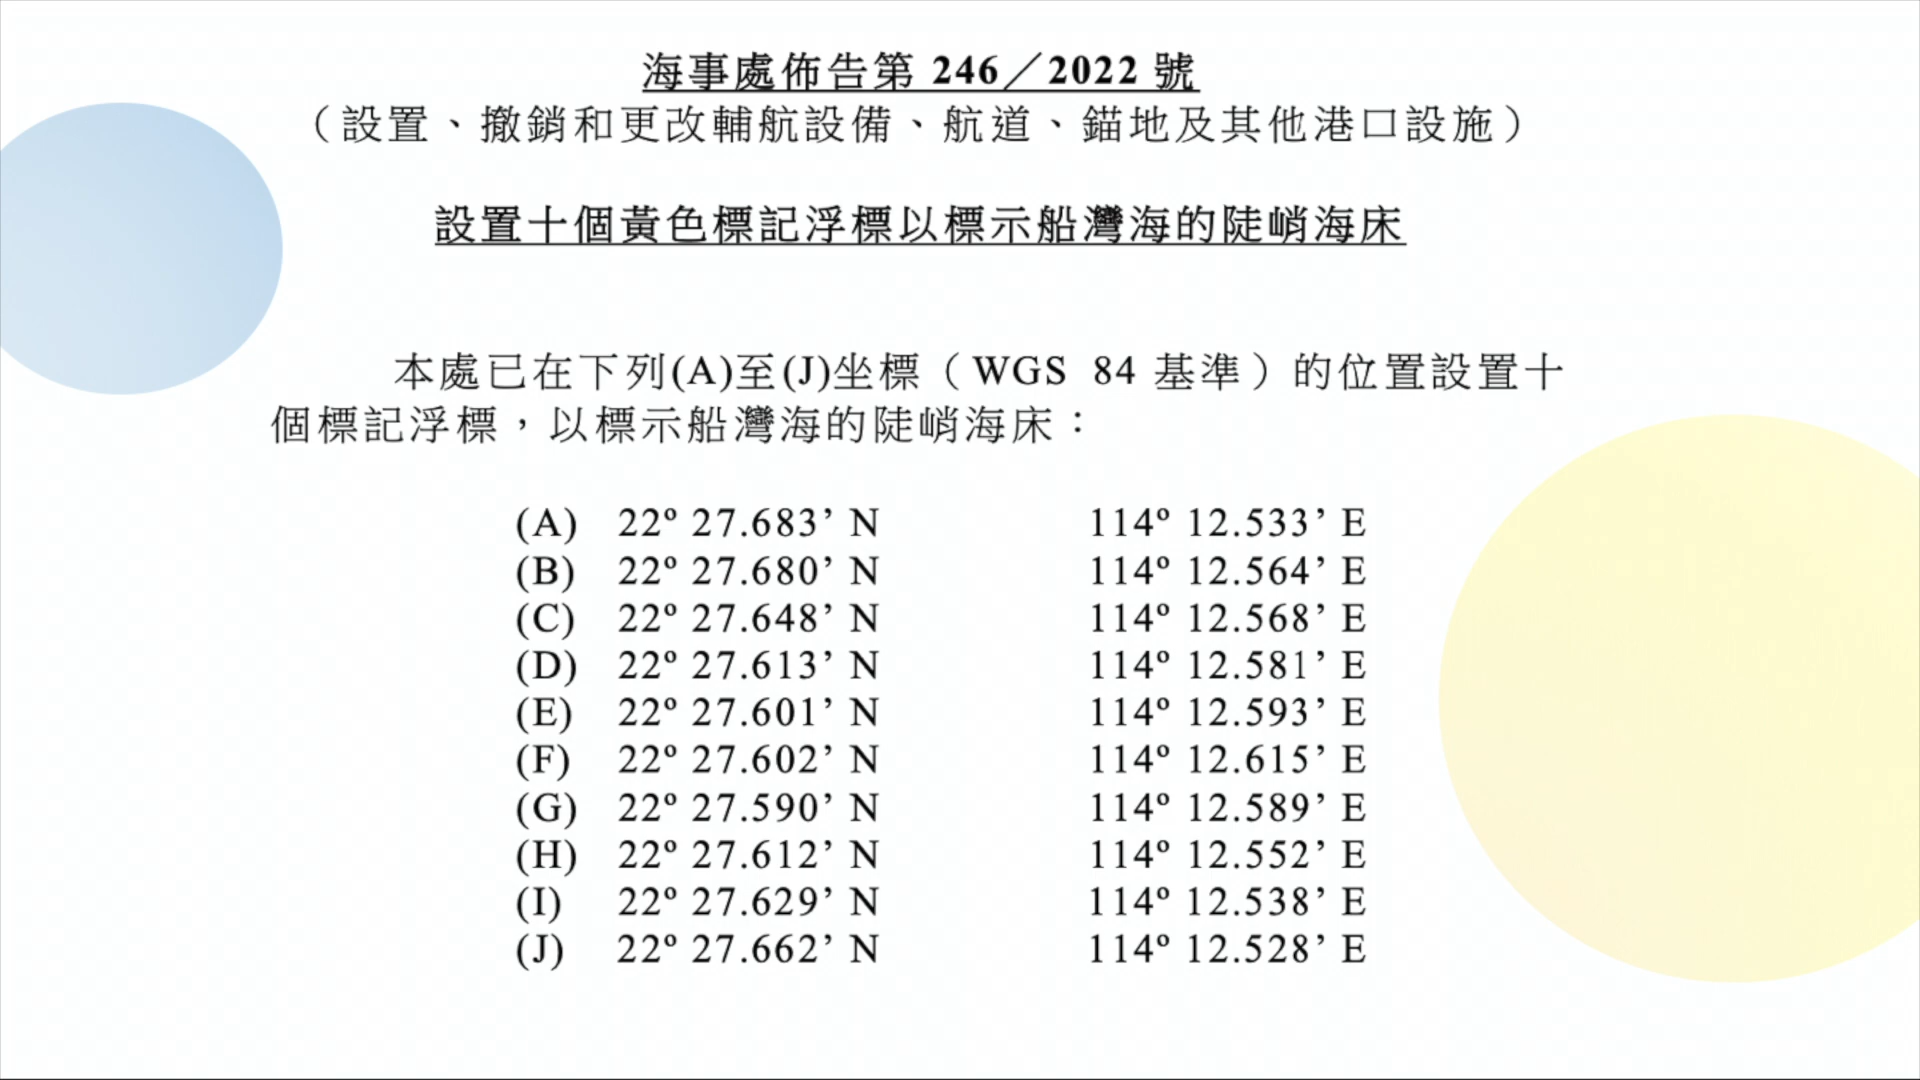 海事處佈告第 246／2022 號
（設置、撤銷和更改輔航設備、航道、錨地及其他港口設施）
設置十個黃色標記浮標以標示船灣海的陡峭海床
本處已在下列(A)至(J)坐標（WGS 84 基準）的位置設置十
個標記浮標，以標示船灣海的陡峭海床：
(A) 22º 27.683’ N 114º 12.533’ E
(B) 22º 27.680’ N 114º 12.564’ E
(C) 22º 27.648’ N 114º 12.568’ E
(D) 22º 27.613’ N 114º 12.581’ E
(E) 22º 27.601’ N 114º 12.593’ E
(F) 22º 27.602’ N 114º 12.615’ E
(G) 22º 27.590’ N 114º 12.589’ E
(H) 22º 27.612’ N 114º 12.552’ E
(I) 22º 27.629’ N 114º 12.538’ E
(J) 22º 27.662’ N 114º 12.528’ E